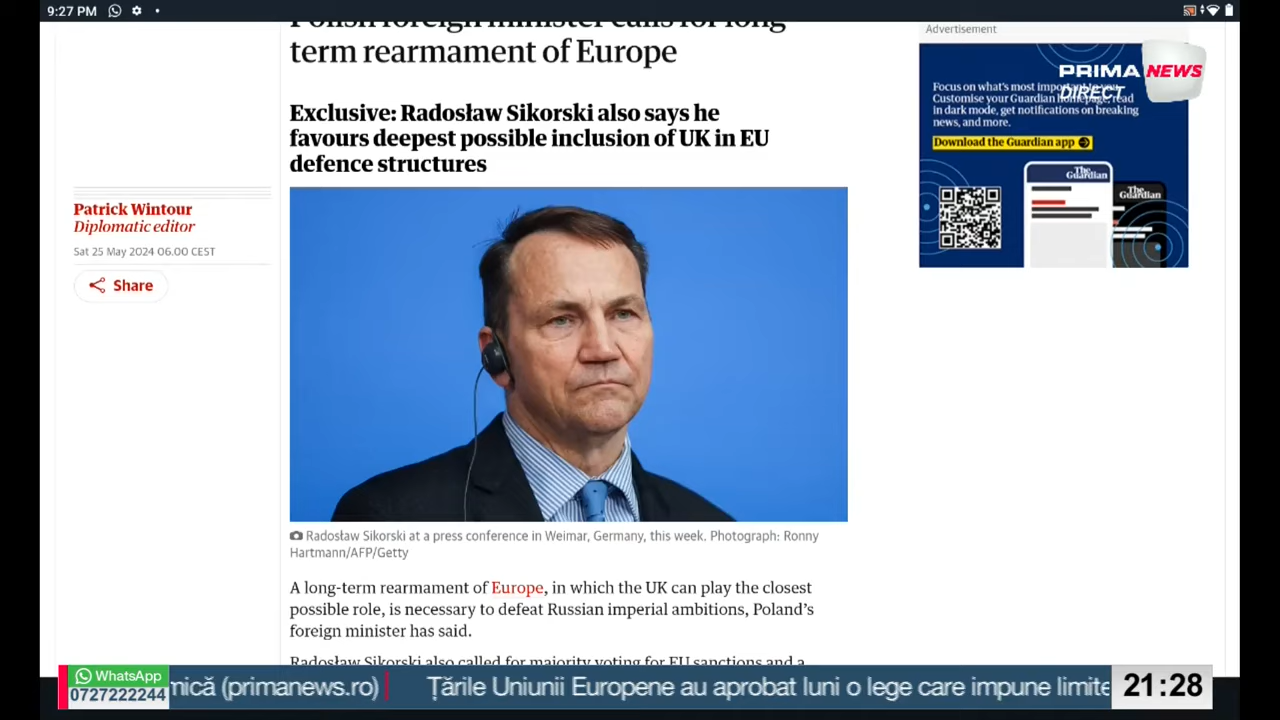 9:27 PM
Polish foreign minister calls for long-
term rearmament of Europe
Advertisement
PRIMA NEWS
DIRECT
Focus on what's most important to you.
Customise your Guardian homepage, read
in dark mode, get notifications on breaking
news, and more.
Download the Guardian app
The Guardian
The Guardian
Exclusive: Radosław Sikorski also says he
favours deepest possible inclusion of UK in EU
defence structures
Patrick Wintour
Diplomatic editor
Sat 25 May 2024 06.00 CEST
Share
Radosław Sikorski at a press conference in Weimar, Germany, this week. Photograph: Ronny
Hartmann/AFP/Getty
A long-term rearmament of Europe, in which the UK can play the closest
possible role, is necessary to defeat Russian imperial ambitions, Poland's
foreign minister has said.
Radosław Sikorski also called for majority voting for EU sanctions and a
WhatsApp
0727222244
mică (primanews.ro) Țările Uniunii Europene au aprobat luni o lege care impune limite
21:28